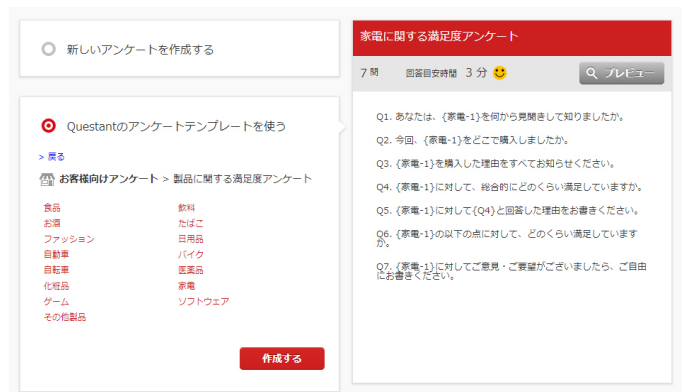 新しいアンケートを作成する
Questantのアンケートテンプレートを使う
> 戻る
お客様向けアンケート > 製品に関する満足度アンケート
食品 飲料
お酒 たばこ
ファッション 日用品
自動車 バイク
自転車 医薬品
化粧品 家電
ゲーム ソフトウェア
その他製品
作成する
家電に関する満足度アンケート
7 問 回答目安時間 3 分
プレビュー
Q1. あなたは、{家電-1}を何から見聞きして知りましたか。
Q2. 今回、{家電-1}をどこで購入しましたか。
Q3. {家電-1}を購入した理由をすべてお知らせください。
Q4. {家電-1}に対して、総合的にどのくらい満足していますか。
Q5. {家電-1}に対して{Q4}と回答した理由をお書きください。
Q6. {家電-1}の以下の点に対して、どのくらい満足しています
か。
Q7. {家電-1}に対してご意見・ご要望がございましたら、ご自由
にお書きください。